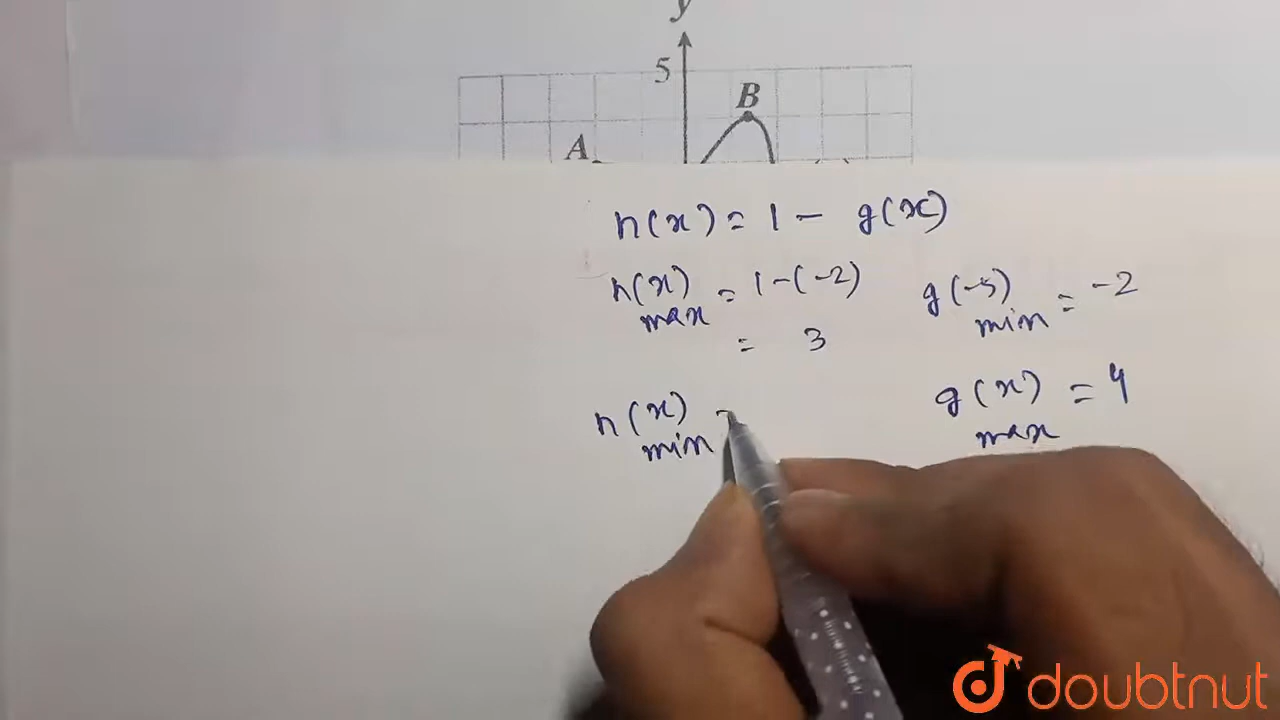 y
5
B
A
h(x) = 1 - g(x)
h(x) max = 1-(-2)
= 3
g(-5) min = -2
g(x) max = 4
h(x) min =
doubtnut